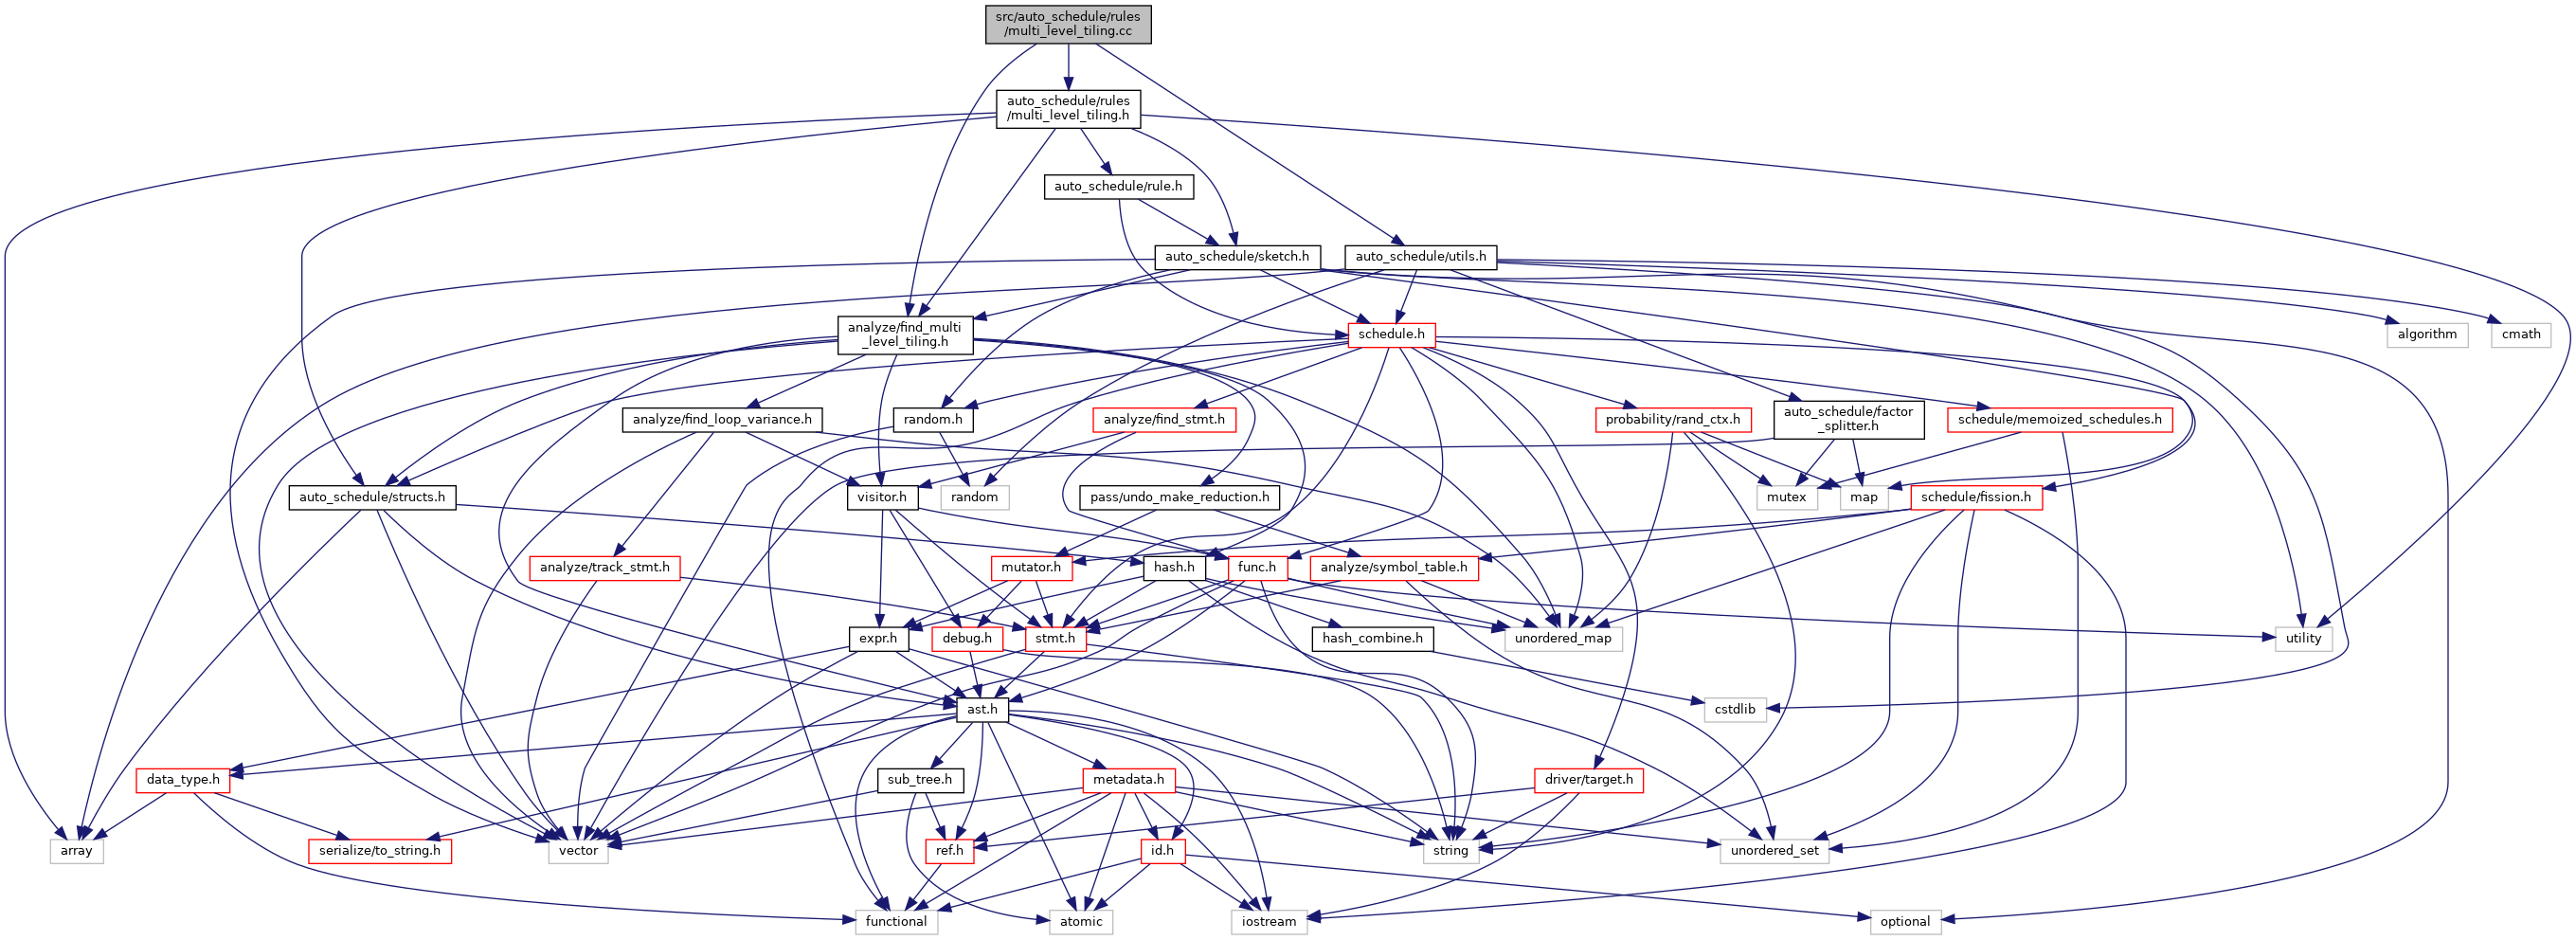 src/auto_schedule/rules
/multi_level_tiling.cc
auto_schedule/rules
/multi_level_tiling.h
auto_schedule/rule.h
auto_schedule/sketch.h
auto_schedule/utils.h
analyze/find_multi
_level_tiling.h
schedule.h
algorithm
cmath
analyze/find_loop_variance.h
random.h
analyze/find_stmt.h
probability/rand_ctx.h
auto_schedule/factor
_splitter.h
schedule/memoized_schedules.h
auto_schedule/structs.h
visitor.h
random
pass/undo_make_reduction.h
mutex
map
schedule/fission.h
analyze/track_stmt.h
mutator.h
hash.h
func.h
analyze/symbol_table.h
expr.h
debug.h
stmt.h
hash_combine.h
unordered_map
utility
ast.h
cstdlib
data_type.h
sub_tree.h
metadata.h
driver/target.h
array
serialize/to_string.h
vector
ref.h
id.h
string
unordered_set
functional
atomic
iostream
optional